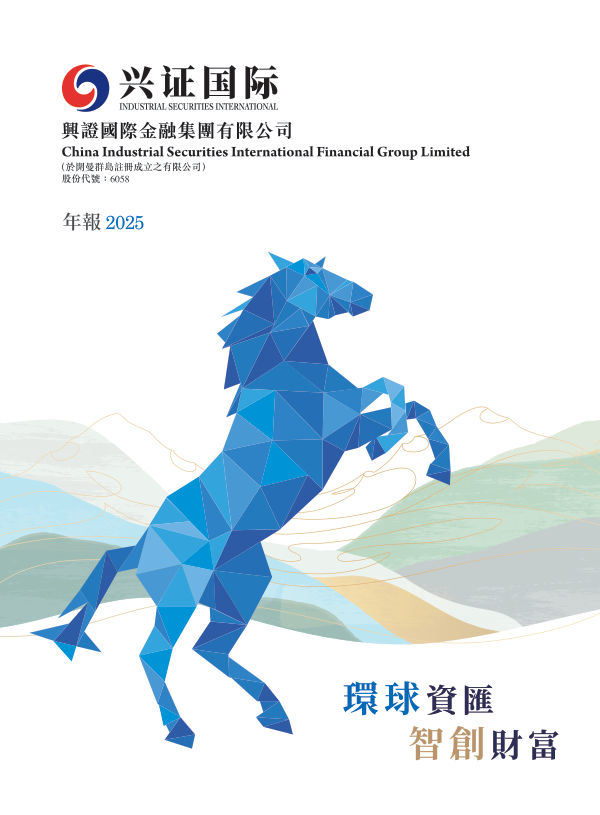 兴证国际
INDUSTRIAL SECURITIES INTERNATIONAL
興證國際金融集團有限公司
China Industrial Securities International Financial Group Limited
(於開曼群島註冊成立之有限公司)
股份代號：6058
年報 2025
環球資匯
智創財富